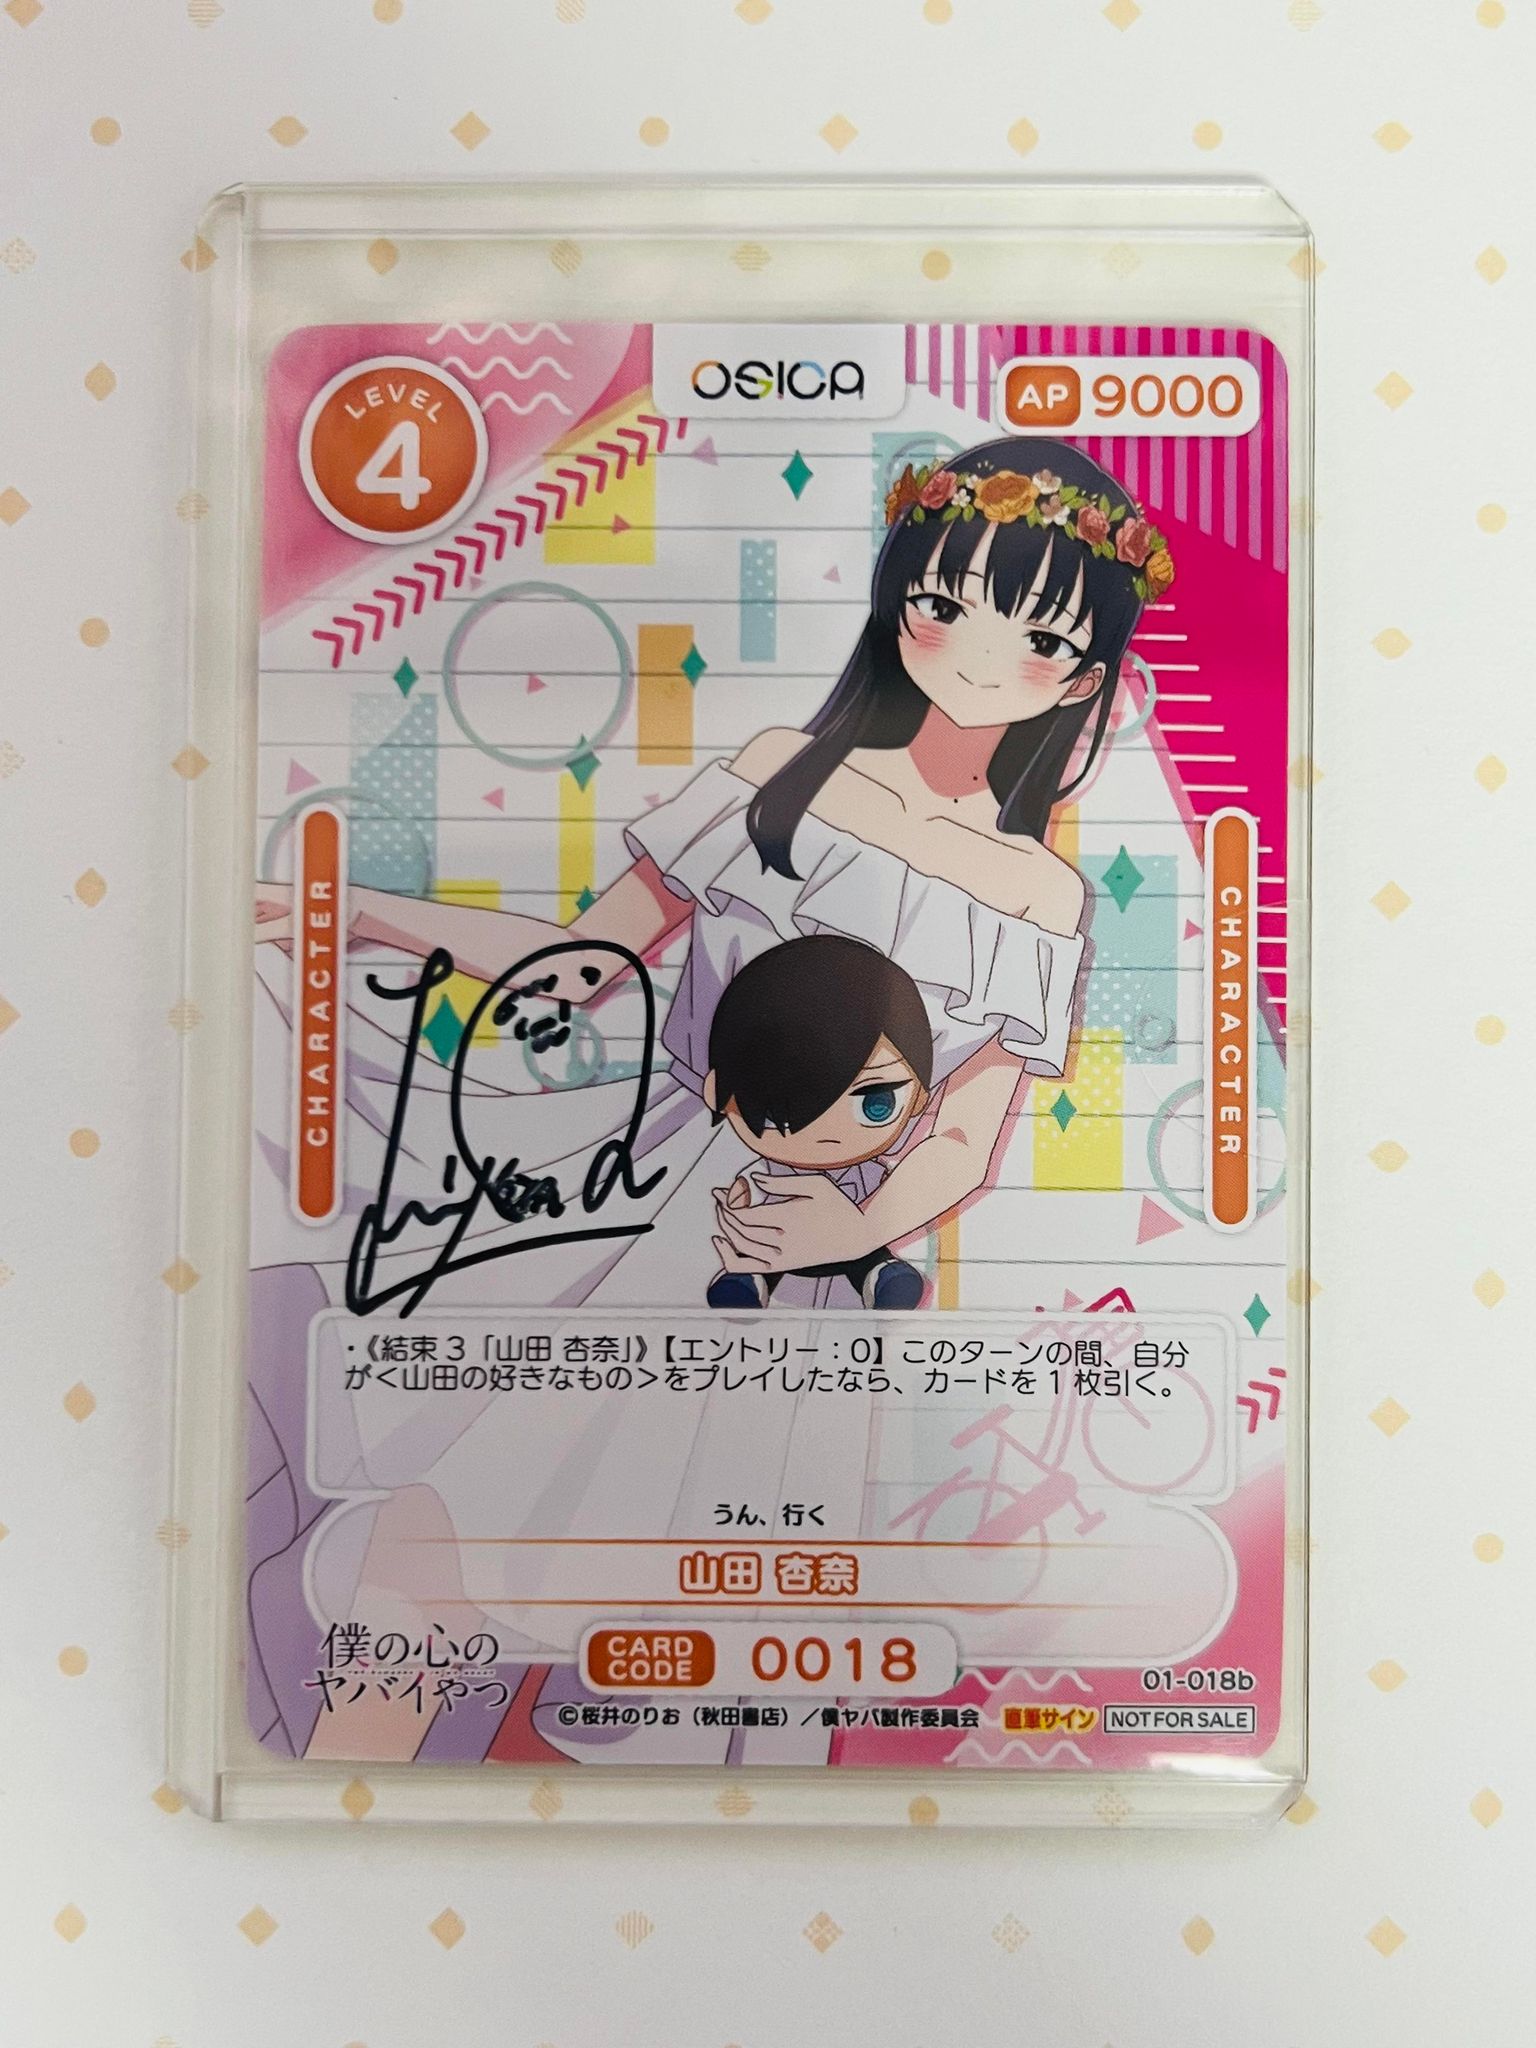 LEVEL
4
OSICA
AP 9000
CHARACTER
CHARACTER
・《結束3「山田 杏奈」》【エントリー：0】このターンの間、自分
が<山田の好きなもの>をプレイしたなら、カードを1枚引く。
うん、行く
山田 杏奈
僕の心の
ヤバイやつ
CARD
CODE
0018
01-018b
©桜井のりお（秋田書店）／僕ヤバ製作委員会
直筆サイン
NOT FOR SALE